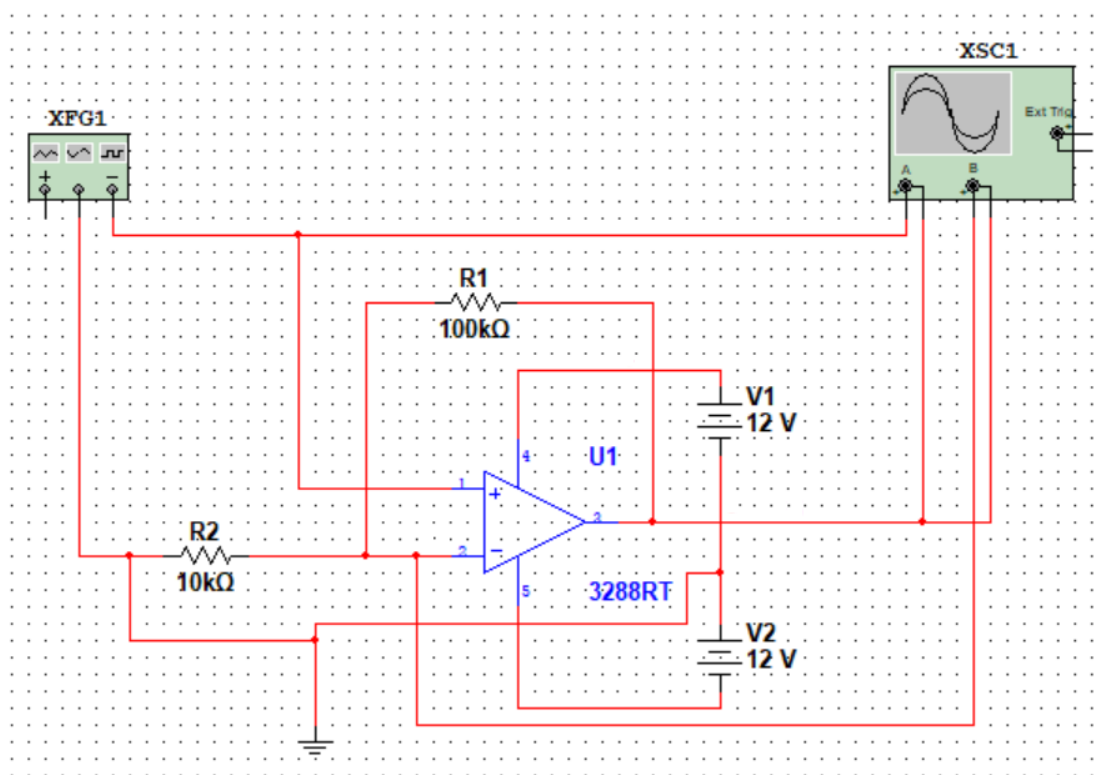 XSC1
XFG1
Ext Trig
+
+ −
A B
+ +
R1
100kΩ
V1
12 V
4
U1
1
+
3
R2
2
−
10kΩ
5
3288RT
V2
12 V